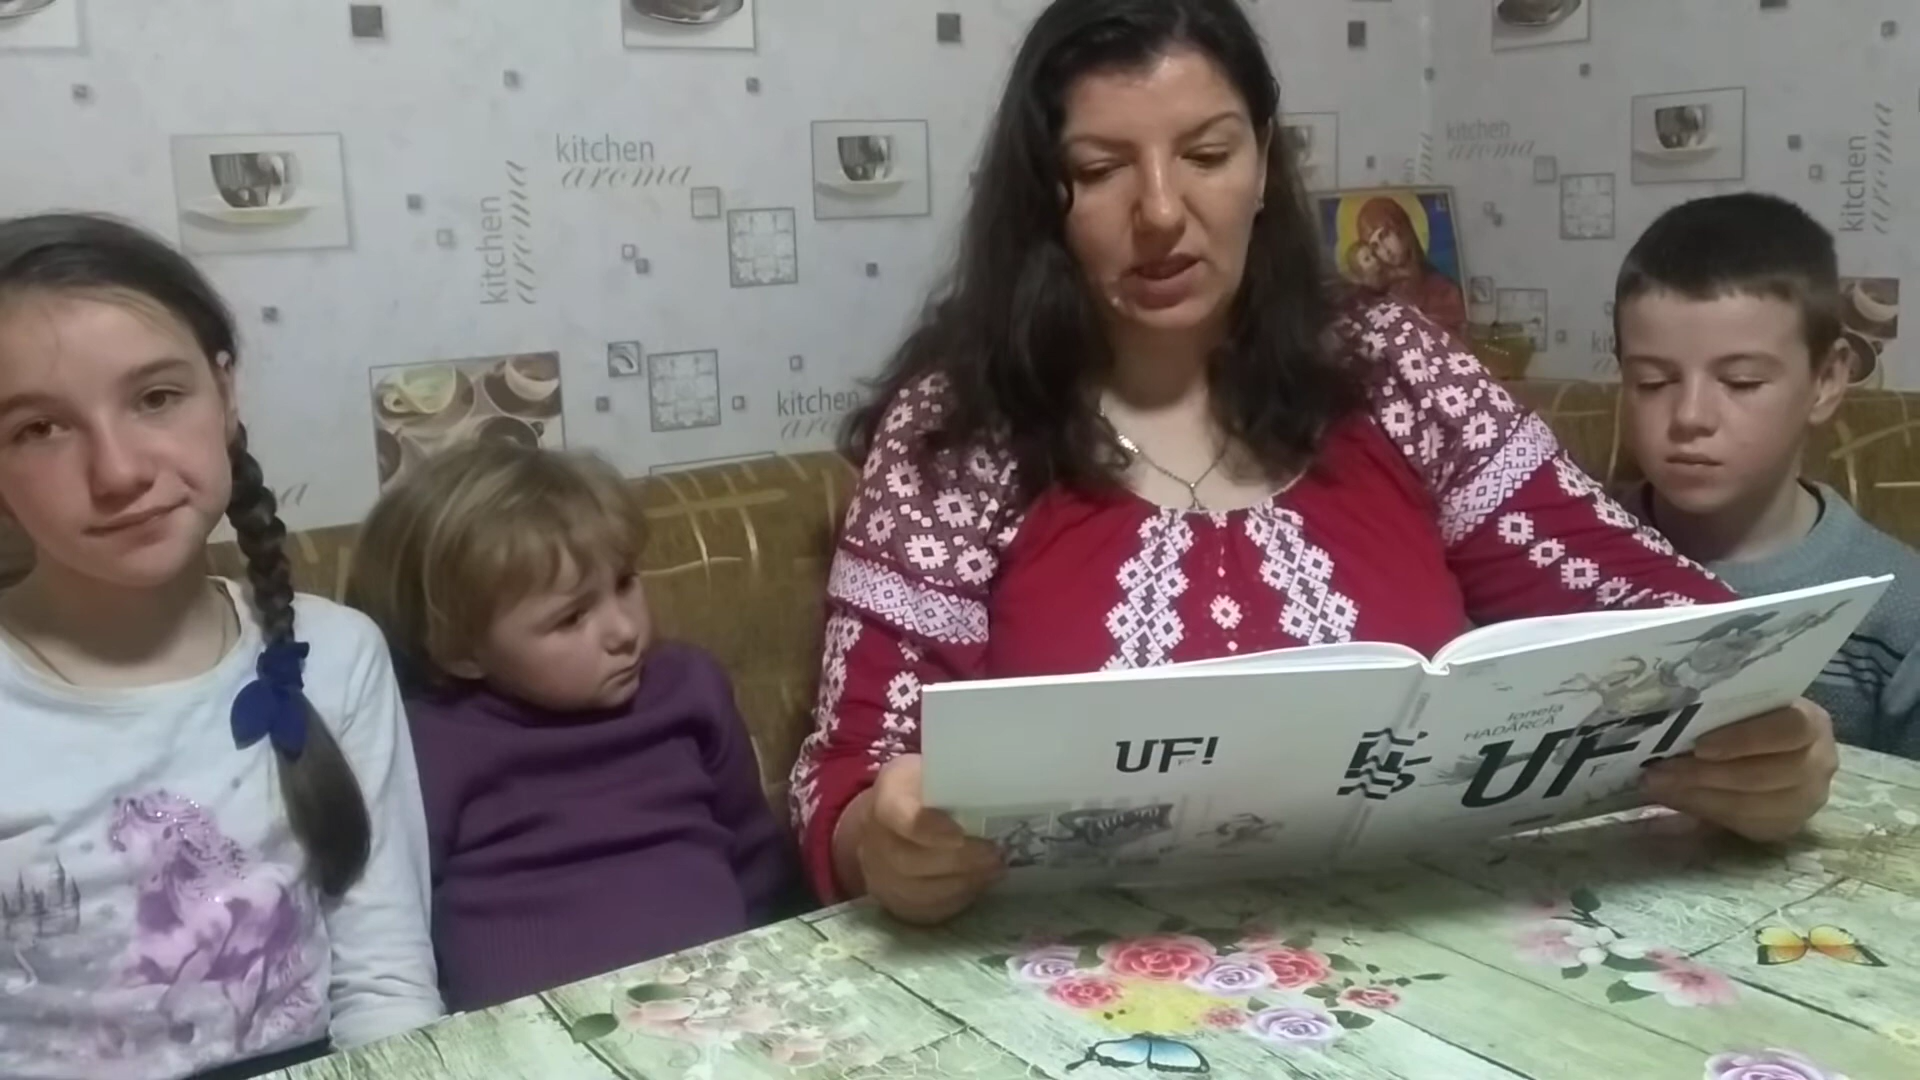 kitchen
aroma
kitchen
aroma
kitchen
aroma
kitchen
aroma
kitchen
aroma
UF!
Ionela
HADÂRCĂ
UF!